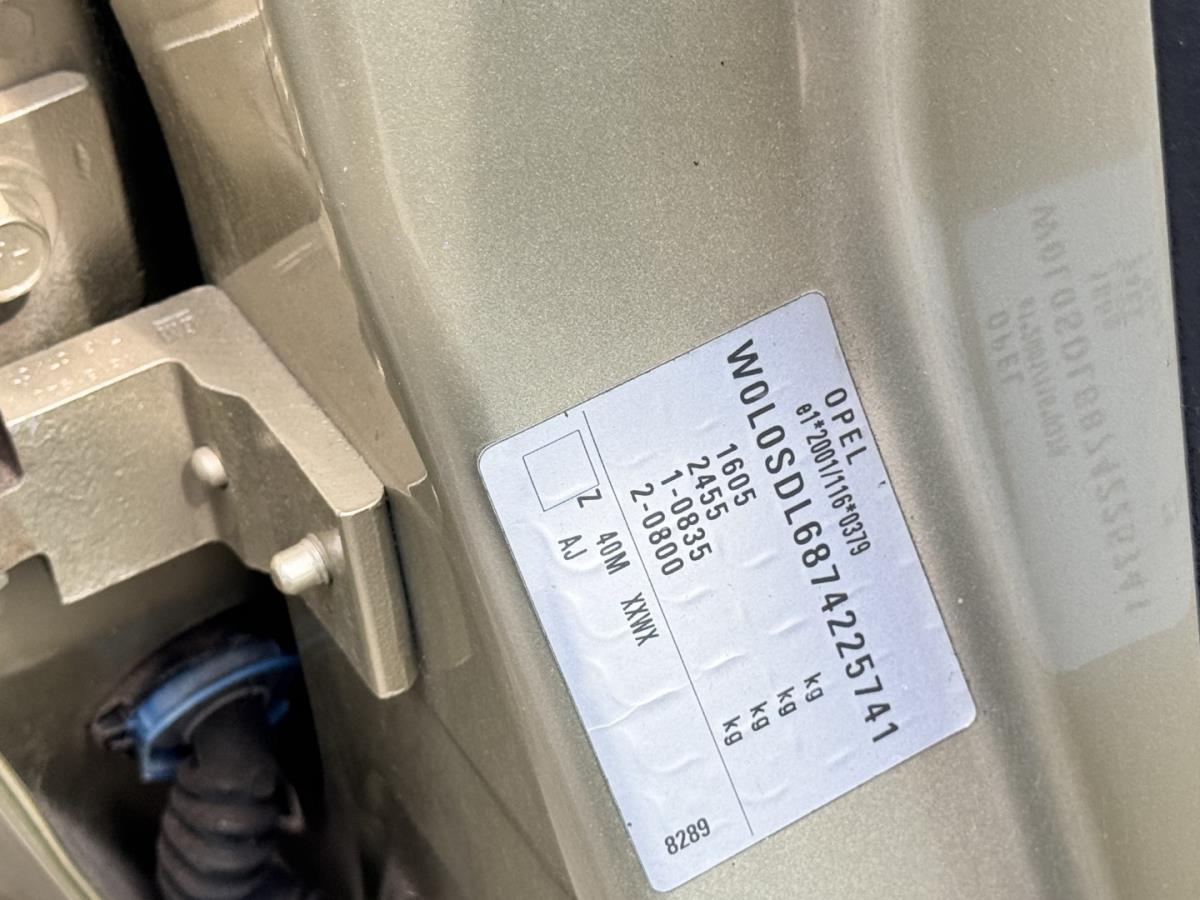 OPEL
e1*2001/116*0379
W0L0SDL6874225741
1605 kg
2455 kg
1-0835 kg
2-0800 kg
Z 40M XXWX
AJ 8289